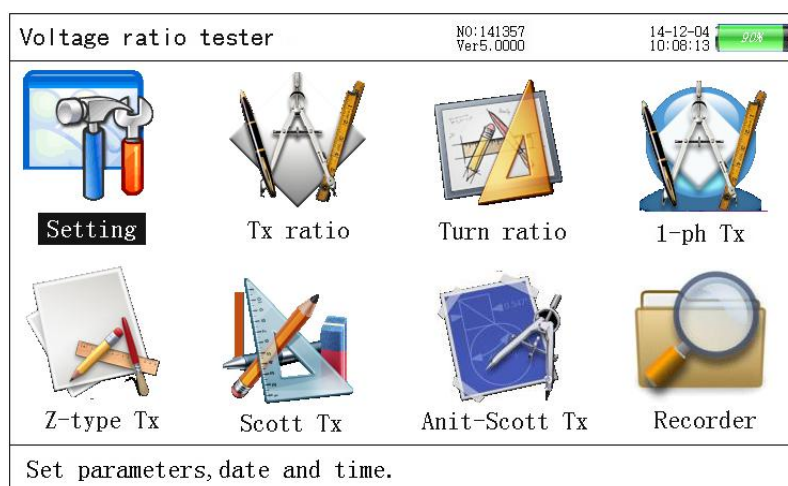 Voltage ratio tester
NO:141357
Ver5.0000
14-12-04
10:08:13
90%
Setting
Tx ratio
Turn ratio
1-ph Tx
Z-type Tx
Scott Tx
Anit-Scott Tx
Recorder
Set parameters,date and time.